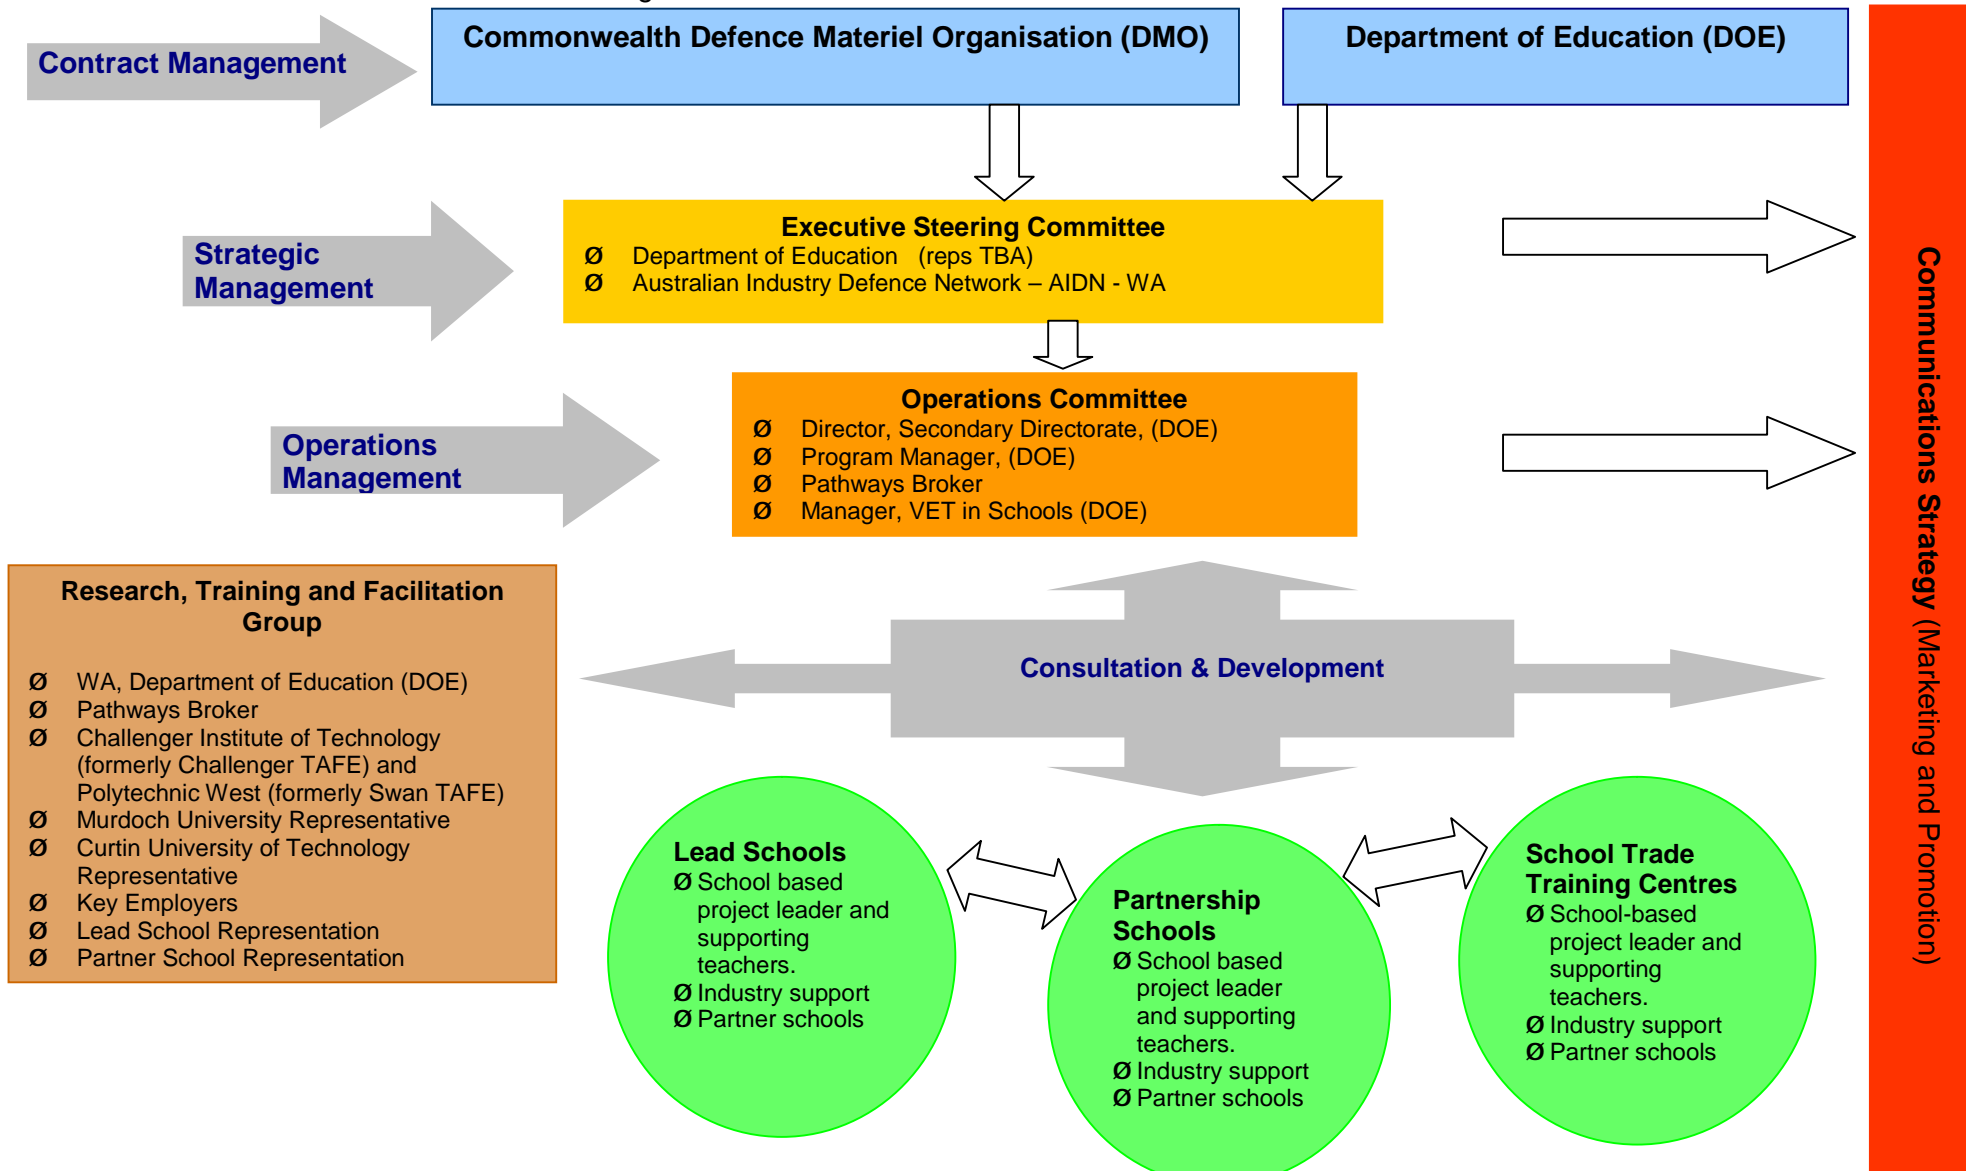 Contract Management
Commonwealth Defence Materiel Organisation (DMO)
Department of Education (DOE)
Strategic
Management
Executive Steering Committee
Ø Department of Education (reps TBA)
Ø Australian Industry Defence Network – AIDN - WA
Operations
Management
Operations Committee
Ø Director, Secondary Directorate, (DOE)
Ø Program Manager, (DOE)
Ø Pathways Broker
Ø Manager, VET in Schools (DOE)
Communications Strategy (Marketing and Promotion)
Research, Training and Facilitation
Group
Ø WA, Department of Education (DOE)
Ø Pathways Broker
Ø Challenger Institute of Technology
(formerly Challenger TAFE) and
Polytechnic West (formerly Swan TAFE)
Ø Murdoch University Representative
Ø Curtin University of Technology
Representative
Ø Key Employers
Ø Lead School Representation
Ø Partner School Representation
Consultation & Development
Lead Schools
Ø School based
project leader and
supporting
teachers.
Ø Industry support
Ø Partner schools
Partnership
Schools
Ø School based
project leader
and supporting
teachers.
Ø Industry support
Ø Partner schools
School Trade
Training Centres
Ø School-based
project leader and
supporting
teachers.
Ø Industry support
Ø Partner schools